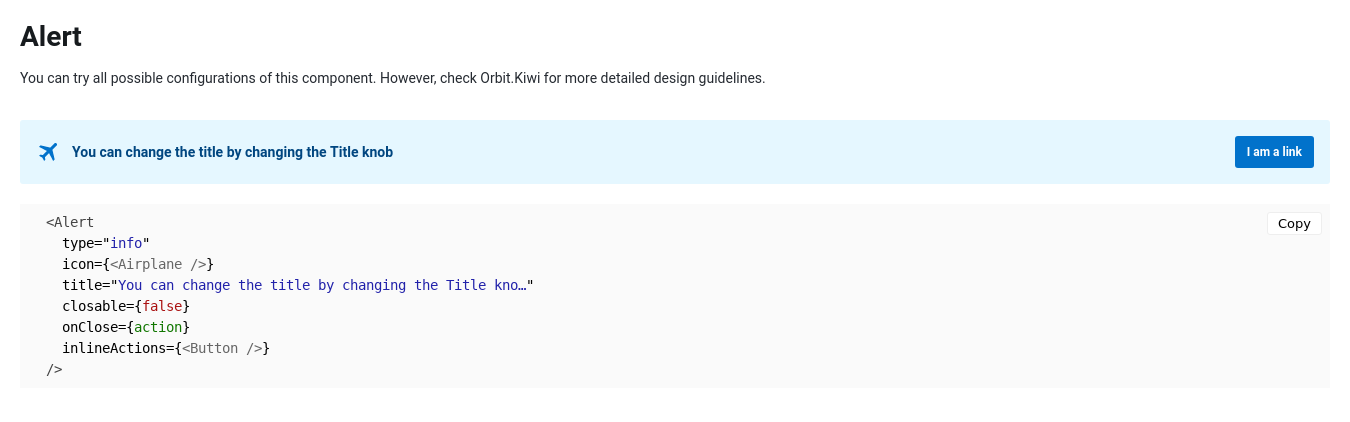 Alert
You can try all possible configurations of this component. However, check Orbit.Kiwi for more detailed design guidelines.
You can change the title by changing the Title knob
I am a link
<Alert
Copy
type="info"
icon={<Airplane />}
title="You can change the title by changing the Title kno…"
closable={false}
onClose={action}
inlineActions={<Button />}
/>